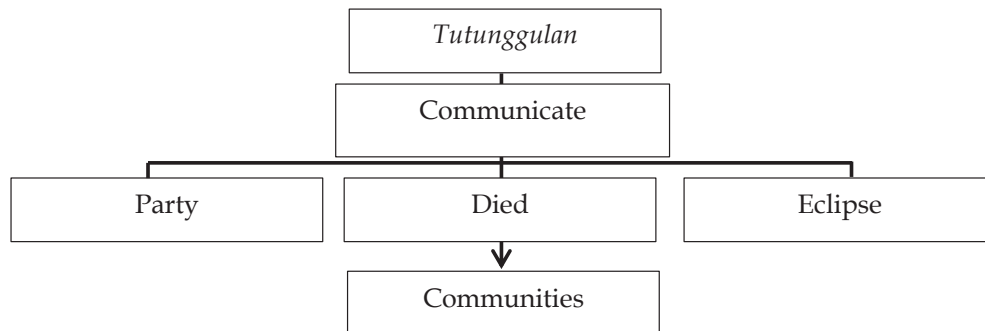 Tutunggulan
Communicate
Party
Died
Eclipse
Communities